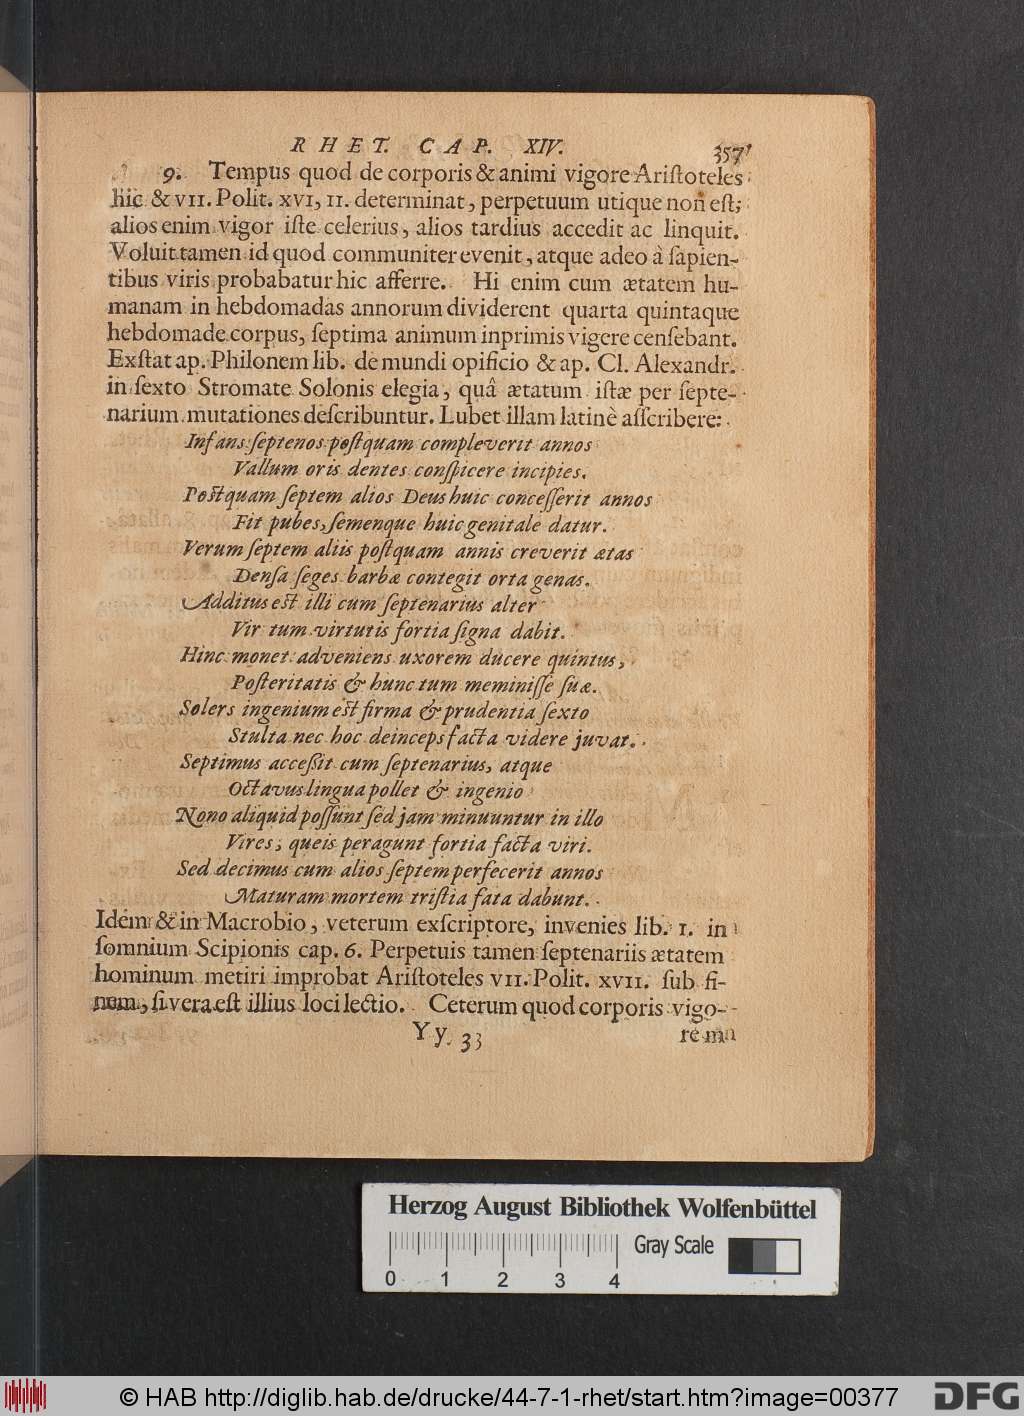 RHET. CAP. XIV. 357
9. Tempus quod de corporis & animi vigore Ariſtoteles
hic & VII. Polit. XVI, 11. determinat, perpetuum utique non eſt;
alios enim vigor iſte celerius, alios tardius accedit ac linquit.
Voluit tamen id quod communiter evenit, atque adeo à ſapien-
tibus viris probabatur hic afferre. Hi enim cum ætatem hu-
manam in hebdomadas annorum dividerent quarta quintaque
hebdomade corpus, ſeptima animum inprimis vigere cenſebant.
Exſtat ap. Philonem lib. de mundi opificio & ap. Cl. Alexandr.
in ſexto Stromate Solonis elegia, quâ ætatum iſtæ per ſepte-
narium mutationes deſcribuntur. Lubet illam latinè aſſcribere:
Infans ſeptenos poſtquam compleverit annos
Vallum oris dentes conſpicere incipies.
Poſtquam ſeptem alios Deus huic conceſſerit annos
Fit pubes, ſemenque huic genitale datur.
Verum ſeptem aliis poſtquam annis creverit ætas
Denſa ſeges barbæ contegit orta genas.
Additus eſt illi cum ſeptenarius alter
Vir tum virtutis fortia ſigna dabit.
Hinc monet adveniens uxorem ducere quintus,
Poſteritatis & hunc tum meminiſſe ſuæ.
Solers ingenium eſt firma & prudentia ſexto
Stulta nec hoc deinceps facta videre juvat.
Septimus acceſſit cum ſeptenarius, atque
Octavus lingua pollet & ingenio
Nono aliquid poſſunt ſed jam minuuntur in illo
Vires, queis peragunt fortia facta viri.
Sed decimus cum alios ſeptem perfecerit annos
Maturam mortem triſtia fata dabunt.
Idem & in Macrobio, veterum exſcriptore, invenies lib. 1. in
ſomnium Scipionis cap. 6. Perpetuis tamen ſeptenariis ætatem
hominum metiri improbat Ariſtoteles VII. Polit. XVII. ſub fi-
nem, ſi vera eſt illius loci lectio. Ceterum quod corporis vigo-
Yy 33 re m
Herzog August Bibliothek Wolfenbüttel
Gray Scale
0 1 2 3 4
© HAB http://diglib.hab.de/drucke/44-7-1-rhet/start.htm?image=00377
DFG